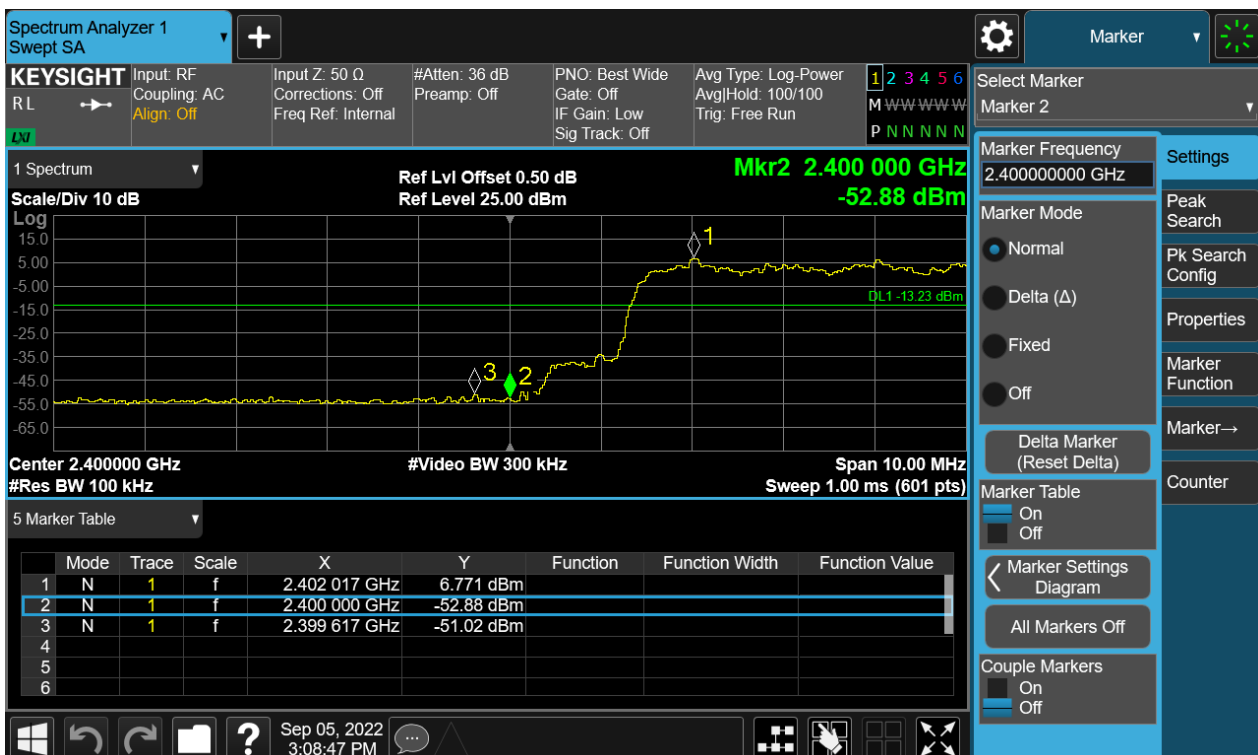 Spectrum Analyzer 1
Swept SA
+
Marker
KEYSIGHT
R L
LXI
Input: RF
Coupling: AC
Align: Off
Input Z: 50 Ω
Corrections: Off
Freq Ref: Internal
#Atten: 36 dB
Preamp: Off
PNO: Best Wide
Gate: Off
IF Gain: Low
Sig Track: Off
Avg Type: Log-Power
Avg|Hold: 100/100
Trig: Free Run
1 2 3 4 5 6
M W W W W W
P N N N N N
1 Spectrum
Scale/Div 10 dB
Ref Lvl Offset 0.50 dB
Ref Level 25.00 dBm
Mkr2 2.400 000 GHz
-52.88 dBm
Log
15.0
5.00
-5.00
-15.0
-25.0
-35.0
-45.0
-55.0
-65.0
1
DL1 -13.23 dBm
3
2
Center 2.400000 GHz
#Video BW 300 kHz
Span 10.00 MHz
#Res BW 100 kHz
Sweep 1.00 ms (601 pts)
5 Marker Table
Mode Trace Scale X Y Function Function Width Function Value
1 N 1 f 2.402 017 GHz 6.771 dBm
2 N 1 f 2.400 000 GHz -52.88 dBm
3 N 1 f 2.399 617 GHz -51.02 dBm
4
5
6
?
Sep 05, 2022
3:08:47 PM
Select Marker
Marker 2
Marker Frequency
2.400000000 GHz
Marker Mode
Normal
Delta (Δ)
Fixed
Off
Delta Marker
(Reset Delta)
Marker Table
On
Off
Marker Settings
Diagram
All Markers Off
Couple Markers
On
Off
Settings
Peak
Search
Pk Search
Config
Properties
Marker
Function
Marker→
Counter